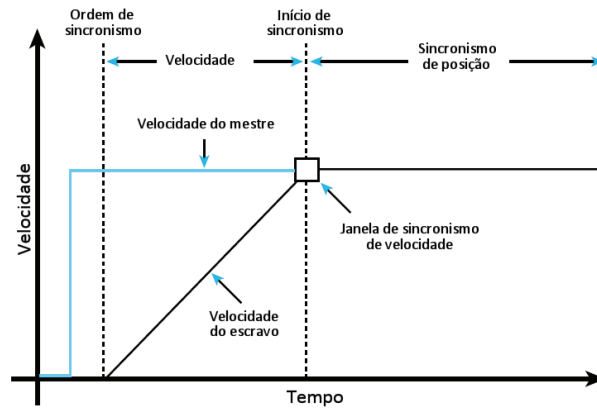 Ordem de
sincronismo
Início de
sincronismo
Velocidade
Sincronismo
de posição
Velocidade do mestre
Velocidade
Janela de sincronismo
de velocidade
Velocidade
do escravo
Tempo